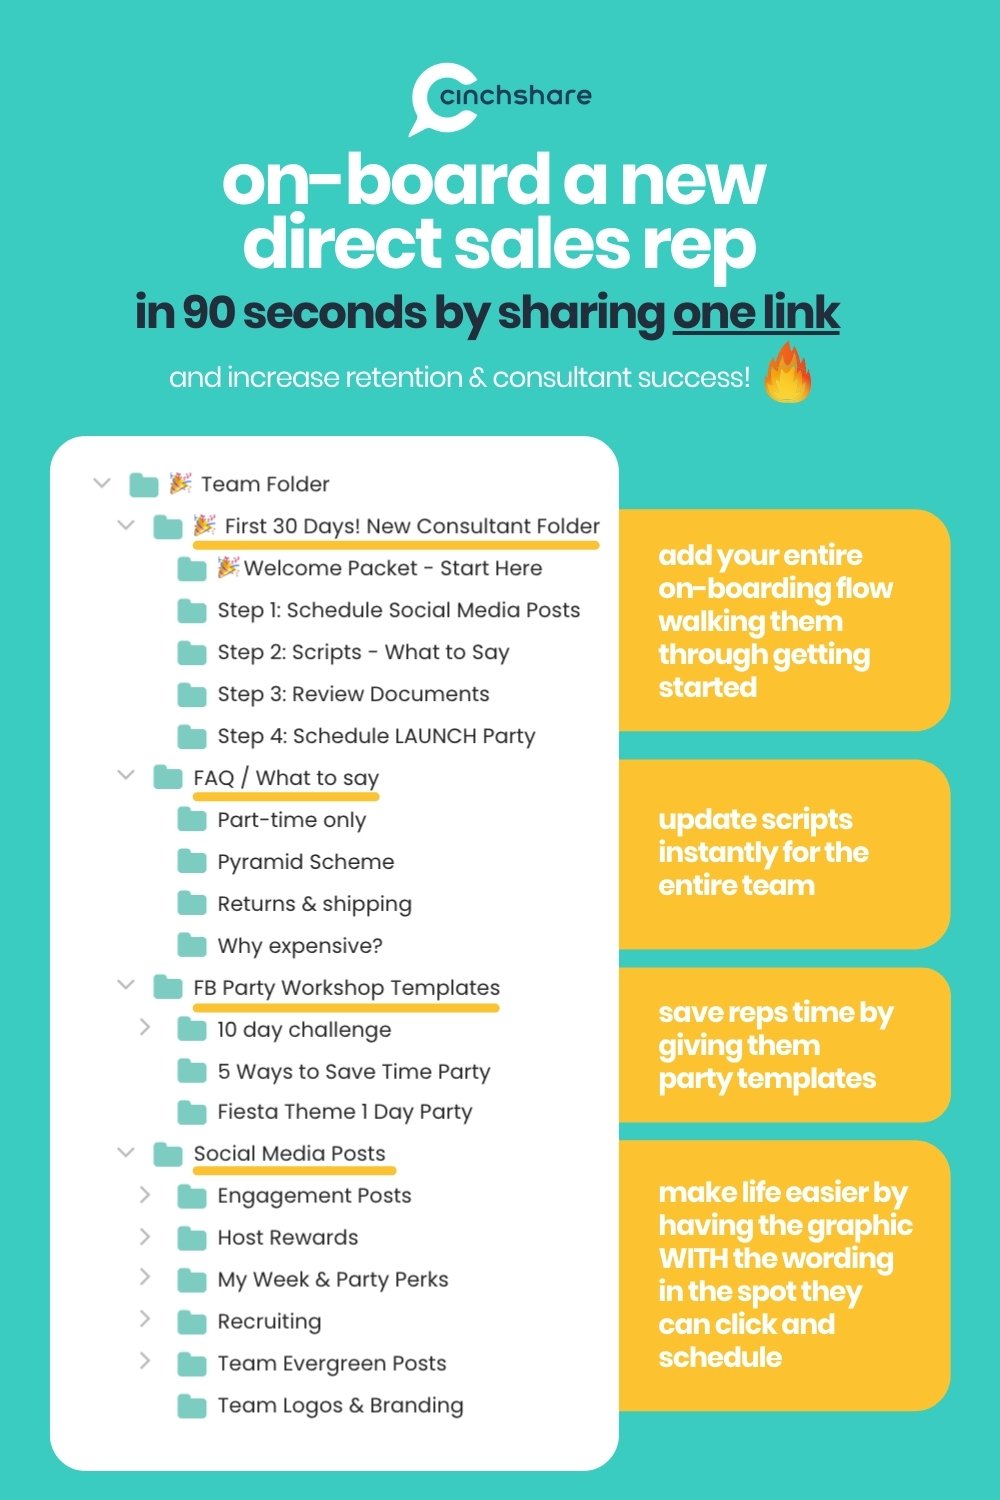 cinchshare
on-board a new
direct sales rep
in 90 seconds by sharing one link
and increase retention & consultant success!
Team Folder
First 30 Days! New Consultant Folder
Welcome Packet - Start Here
Step 1: Schedule Social Media Posts
Step 2: Scripts - What to Say
Step 3: Review Documents
Step 4: Schedule LAUNCH Party
add your entire
on-boarding flow
walking them
through getting
started
FAQ / What to say
Part-time only
Pyramid Scheme
Returns & shipping
Why expensive?
update scripts
instantly for the
entire team
FB Party Workshop Templates
10 day challenge
5 Ways to Save Time Party
Fiesta Theme 1 Day Party
save reps time by
giving them
party templates
Social Media Posts
Engagement Posts
Host Rewards
My Week & Party Perks
Recruiting
Team Evergreen Posts
Team Logos & Branding
make life easier by
having the graphic
WITH the wording
in the spot they
can click and
schedule